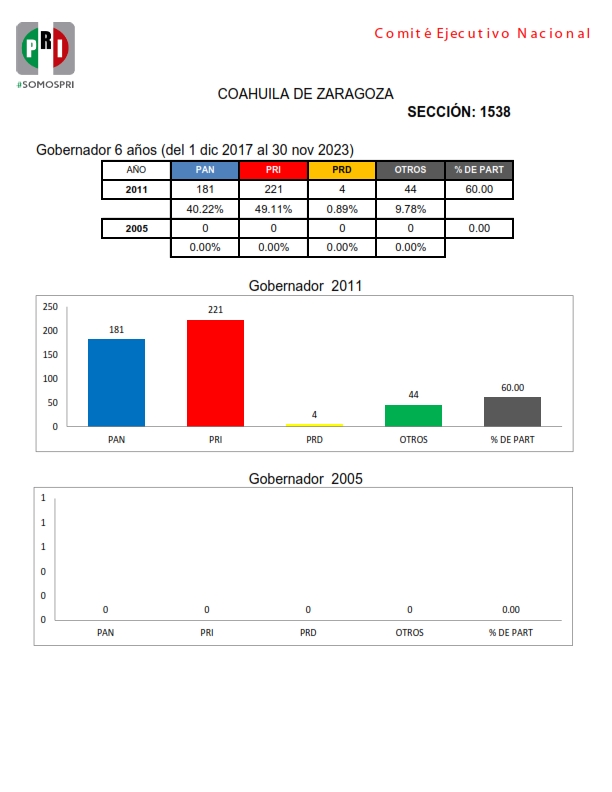 PRI
#SOMOSPRI
Comité Ejecutivo Nacional
COAHUILA DE ZARAGOZA
SECCIÓN: 1538
Gobernador 6 años (del 1 dic 2017 al 30 nov 2023)
AÑO PAN PRI PRD OTROS % DE PART
2011 181 221 4 44 60.00
40.22% 49.11% 0.89% 9.78%
2005 0 0 0 0 0.00
0.00% 0.00% 0.00% 0.00%
Gobernador 2011
250
200
150
100
50
0
181
221
4
44
60.00
PAN PRI PRD OTROS % DE PART
Gobernador 2005
1
1
1
0
0
0
0 0 0 0 0.00
PAN PRI PRD OTROS % DE PART